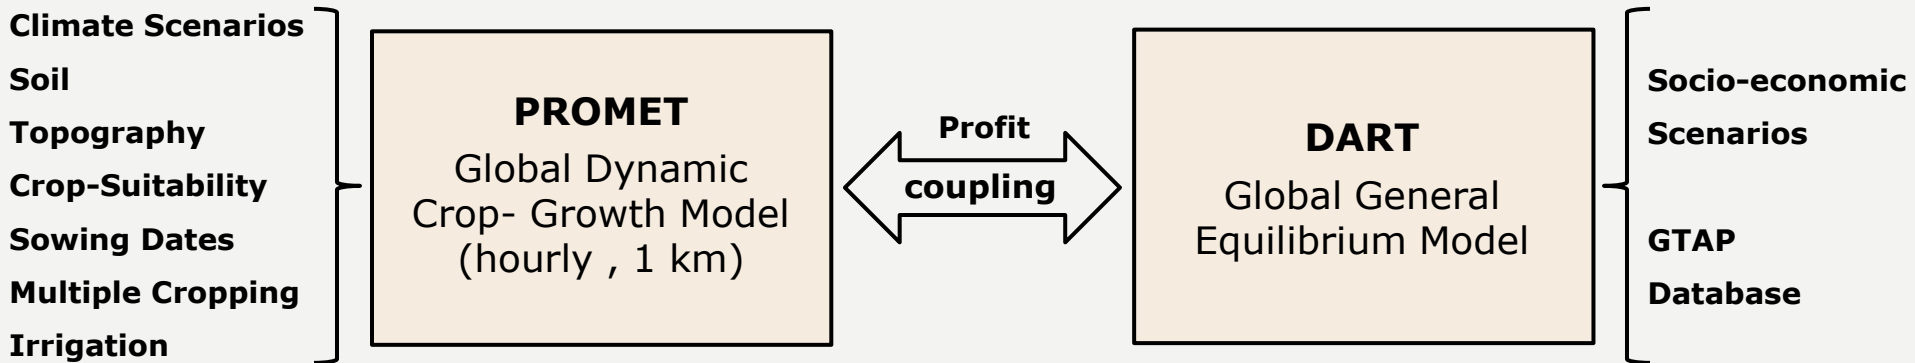 Climate Scenarios
Soil
Topography
Crop-Suitability
Sowing Dates
Multiple Cropping
Irrigation
PROMET
Global Dynamic
Crop- Growth Model
(hourly , 1 km)
Profit
coupling
DART
Global General
Equilibrium Model
Socio-economic
Scenarios
GTAP
Database